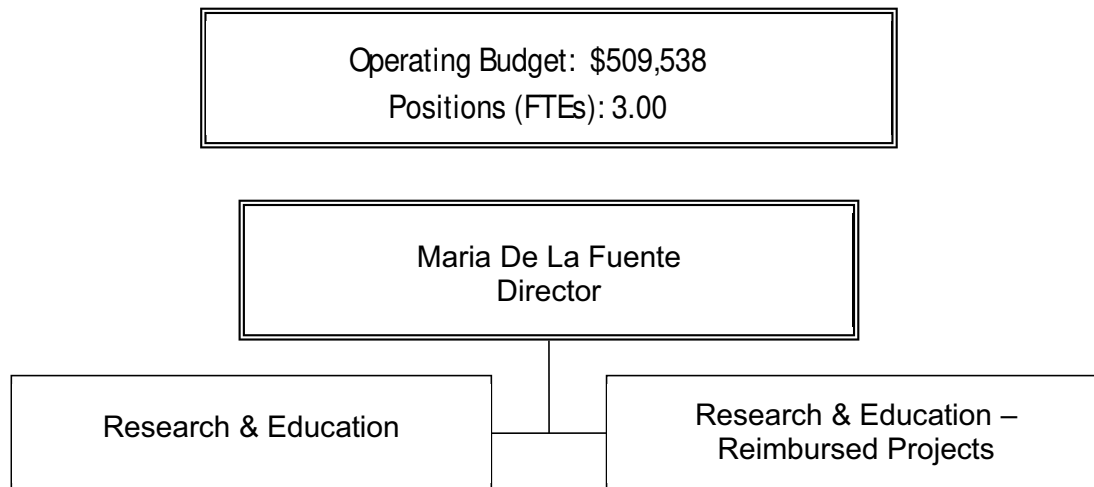 Operating Budget: $509,538
Positions (FTEs): 3.00
Maria De La Fuente
Director
Research & Education
Research & Education –
Reimbursed Projects